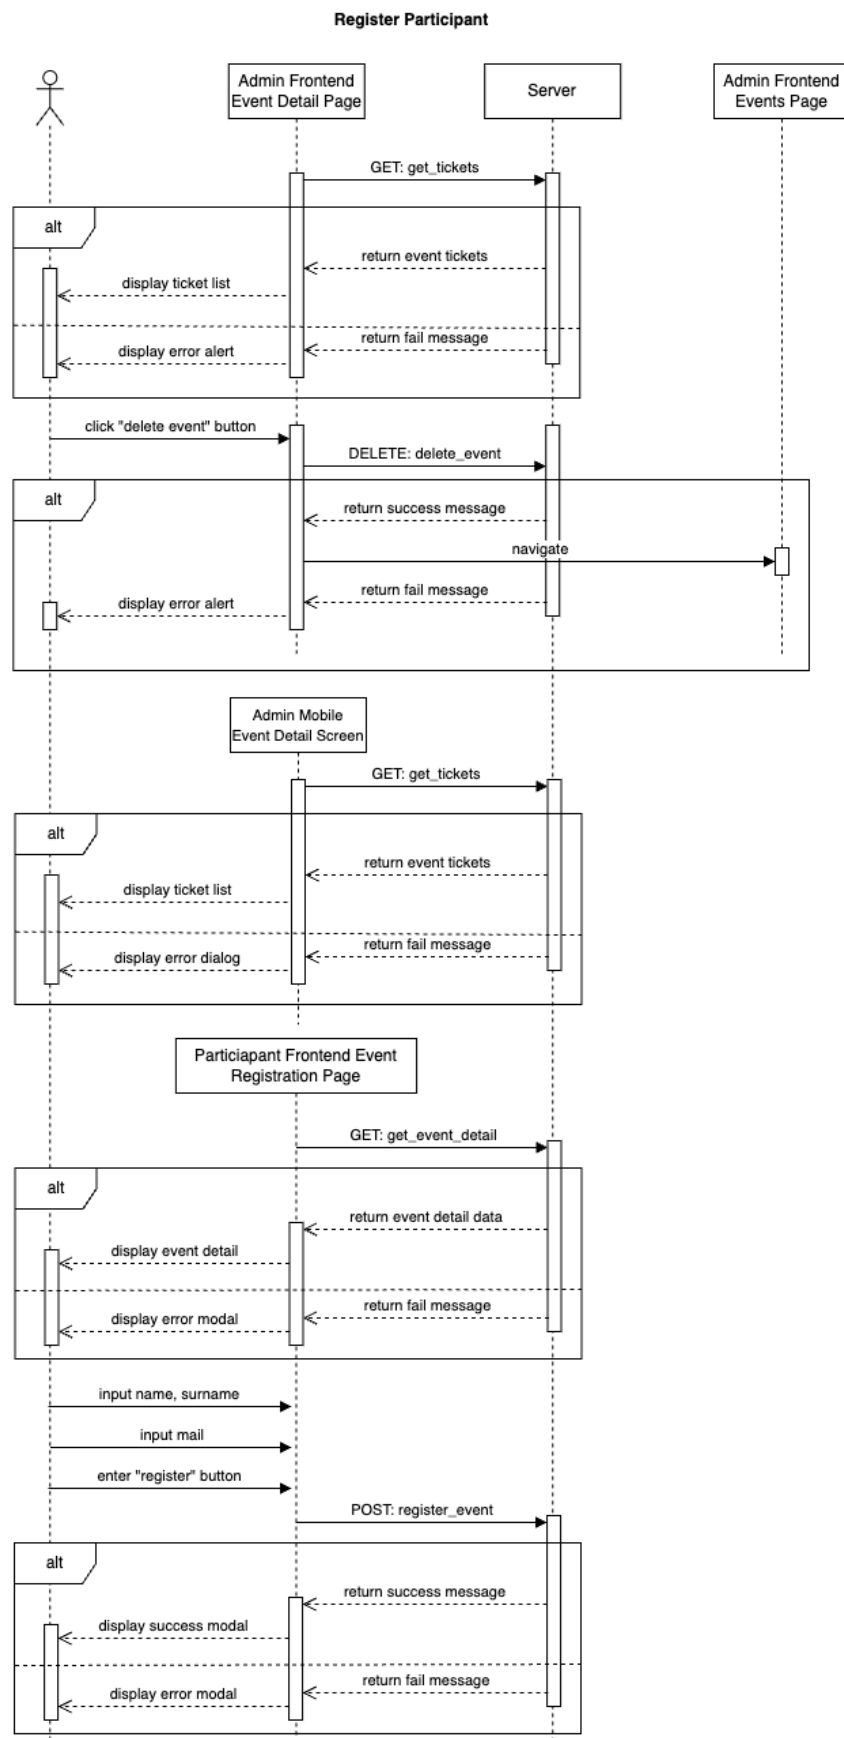 Register Participant
Admin Frontend
Event Detail Page
Server
Admin Frontend
Events Page
GET: get_tickets
alt
return event tickets
display ticket list
return fail message
display error alert
click "delete event" button
DELETE: delete_event
alt
return success message
navigate
return fail message
display error alert
Admin Mobile
Event Detail Screen
GET: get_tickets
alt
return event tickets
display ticket list
return fail message
display error dialog
Particiapant Frontend Event
Registration Page
GET: get_event_detail
alt
return event detail data
display event detail
return fail message
display error modal
input name, surname
input mail
enter "register" button
POST: register_event
alt
return success message
display success modal
return fail message
display error modal